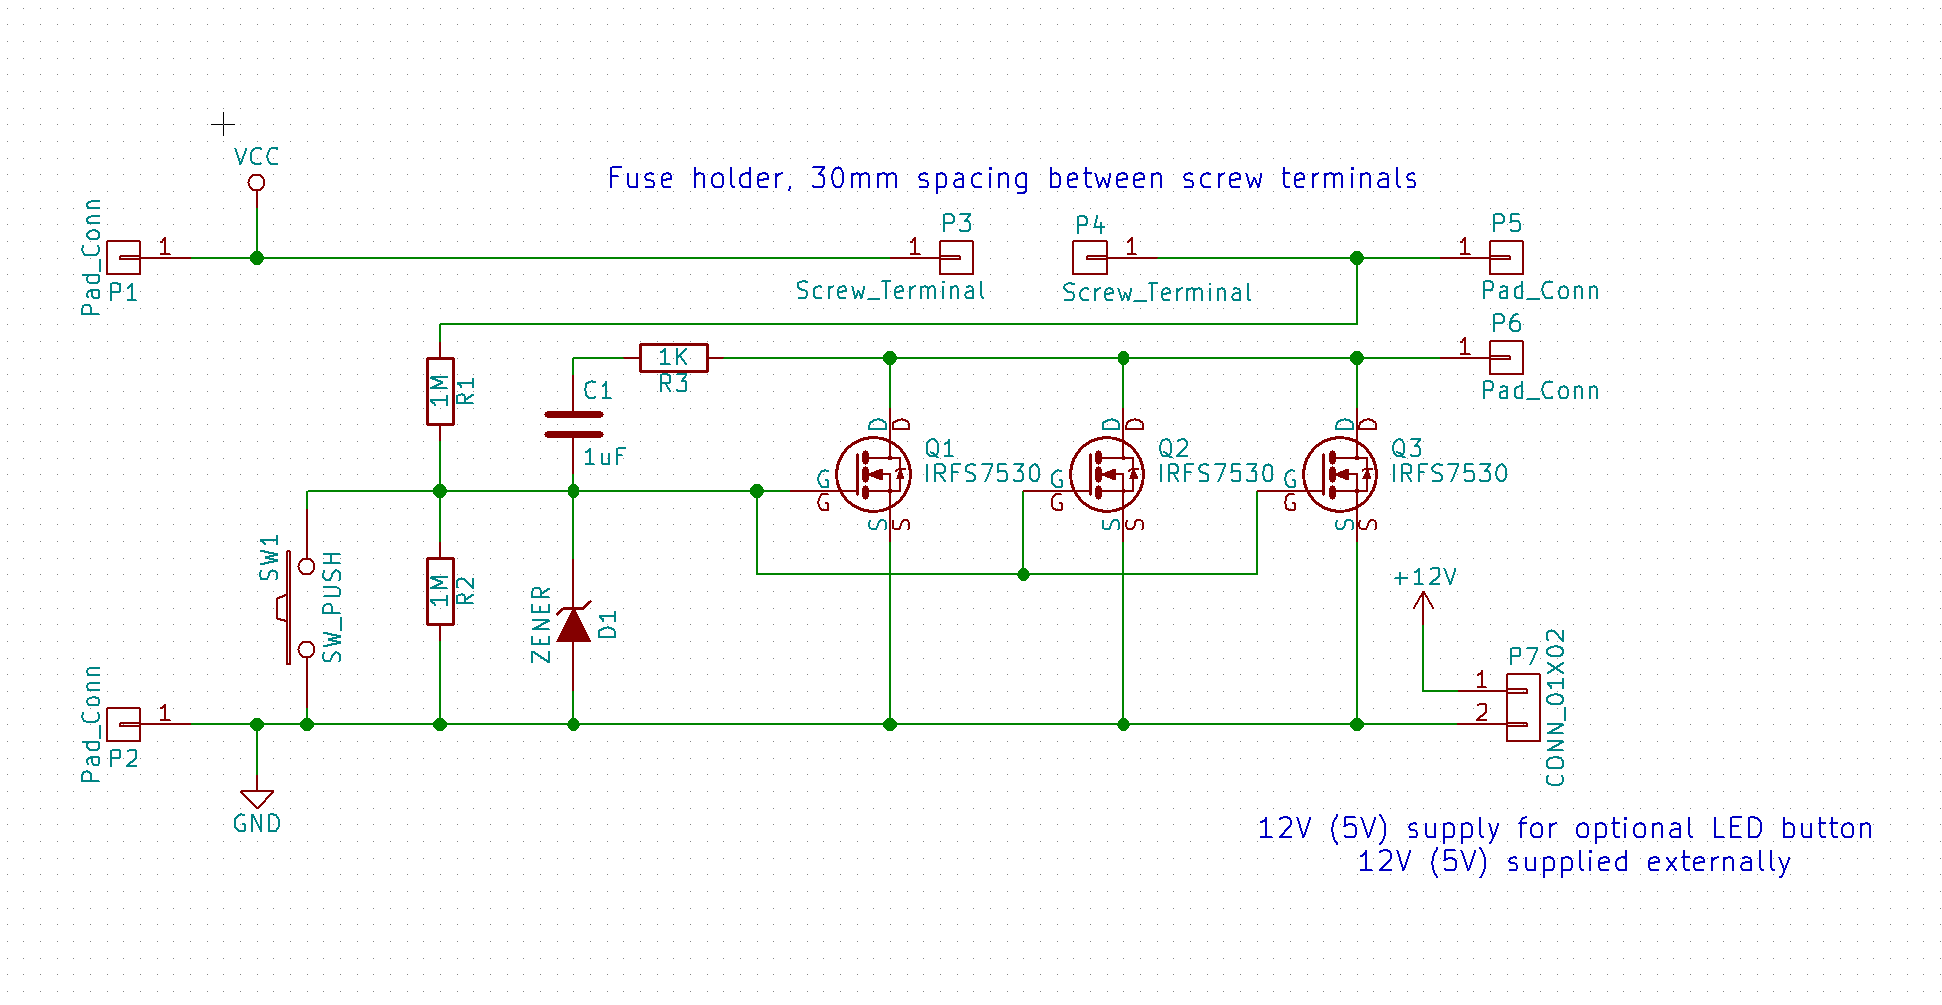 VCC
Fuse holder, 30mm spacing between screw terminals
Pad_Conn
1
P1
1
P3
Screw_Terminal
P4
1
Screw_Terminal
P5
1
Pad_Conn
P6
1
Pad_Conn
1M
R1
C1
1uF
1K
R3
D
D
G
G
S
S
Q1
IRFS7530
D
D
G
G
S
S
Q2
IRFS7530
D
D
G
G
S
S
Q3
IRFS7530
SW1
SW_PUSH
1M
R2
ZENER
D1
+12V
P7
1
2
CONN_01X02
Pad_Conn
1
P2
GND
12V (5V) supply for optional LED button
12V (5V) supplied externally